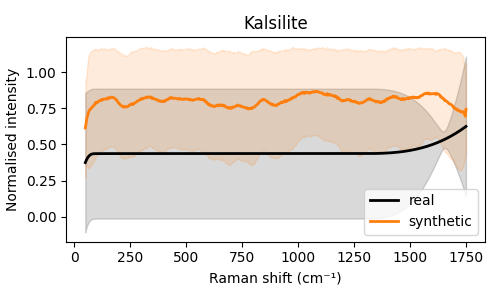 Kalsilite
Normalised intensity
1.00
0.75
0.50
0.25
0.00
real
synthetic
0 250 500 750 1000 1250 1500 1750
Raman shift (cm⁻¹)